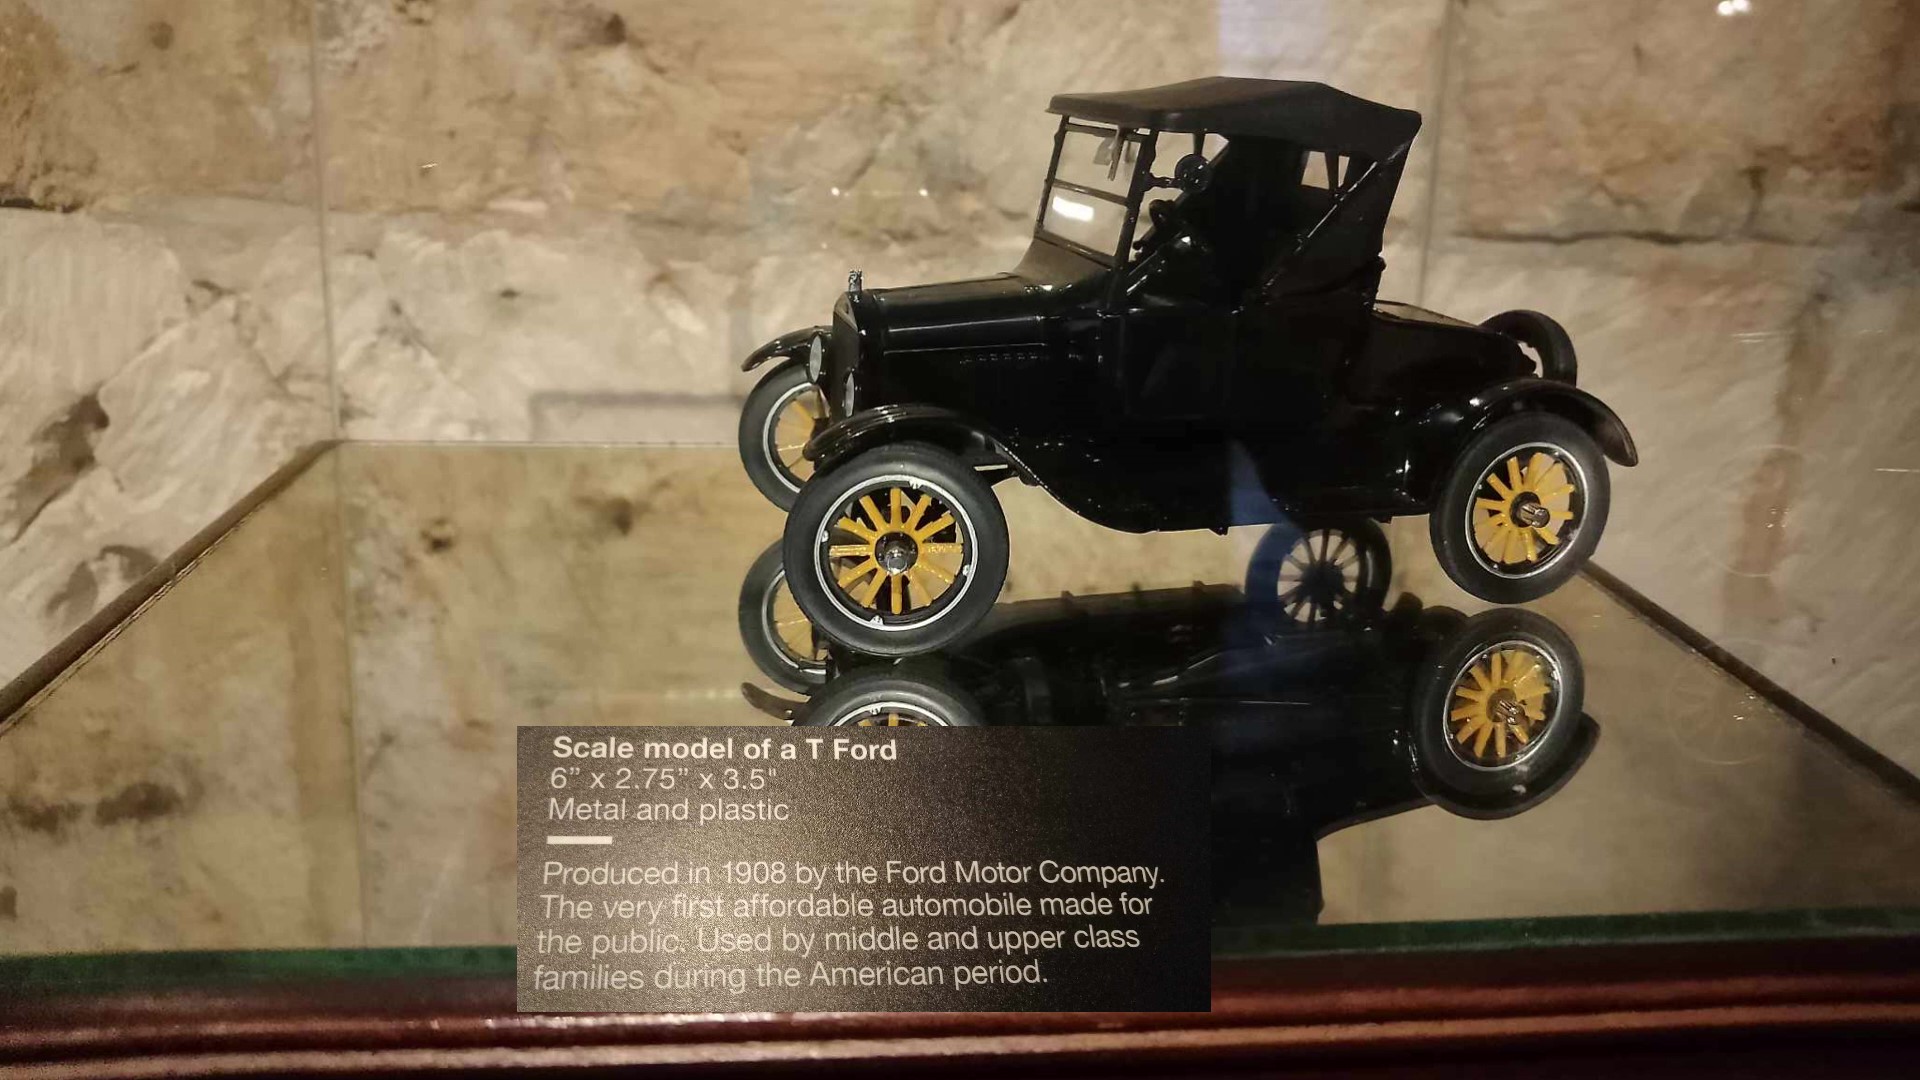 Scale model of a T Ford
6” x 2.75” x 3.5"
Metal and plastic
Produced in 1908 by the Ford Motor Company.
The very first affordable automobile made for
the public. Used by middle and upper class
families during the American period.